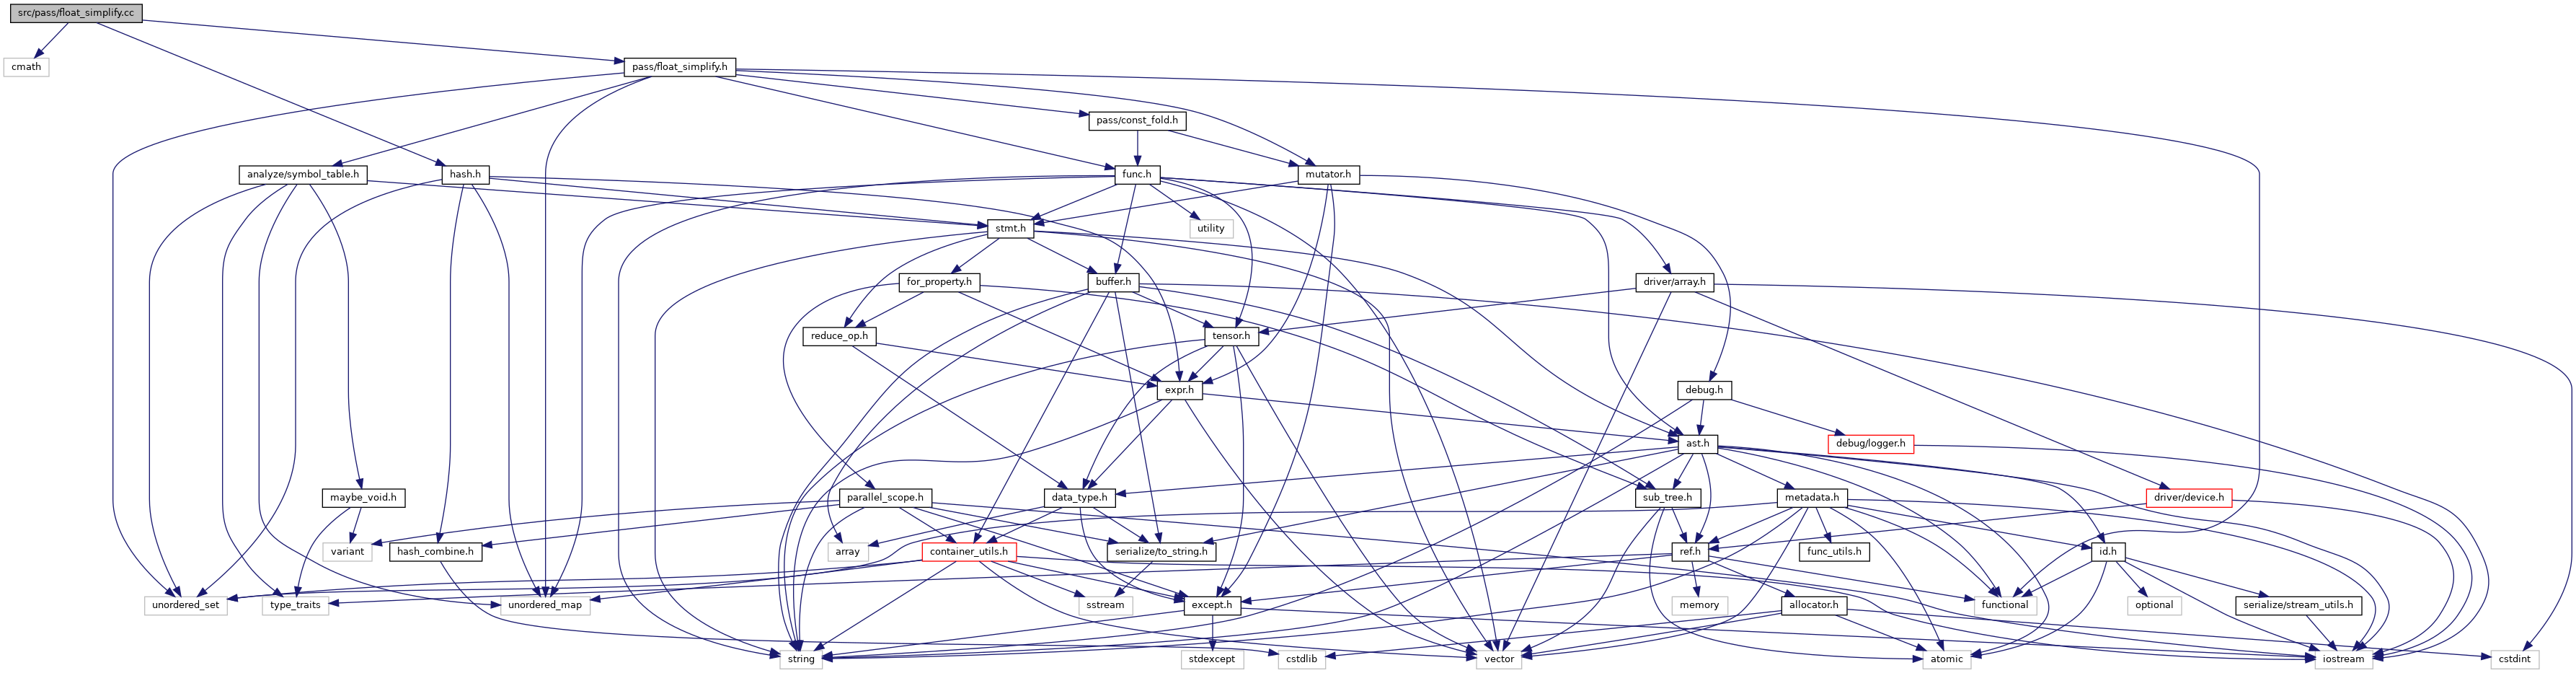 src/pass/float_simplify.cc
cmath
pass/float_simplify.h
pass/const_fold.h
analyze/symbol_table.h
hash.h
func.h
mutator.h
stmt.h
utility
for_property.h
buffer.h
driver/array.h
reduce_op.h
tensor.h
expr.h
debug.h
ast.h
debug/logger.h
maybe_void.h
parallel_scope.h
data_type.h
sub_tree.h
metadata.h
driver/device.h
variant
hash_combine.h
array
container_utils.h
serialize/to_string.h
ref.h
func_utils.h
id.h
unordered_set
type_traits
unordered_map
sstream
except.h
memory
allocator.h
functional
optional
serialize/stream_utils.h
string
stdexcept
cstdlib
vector
atomic
iostream
cstdint